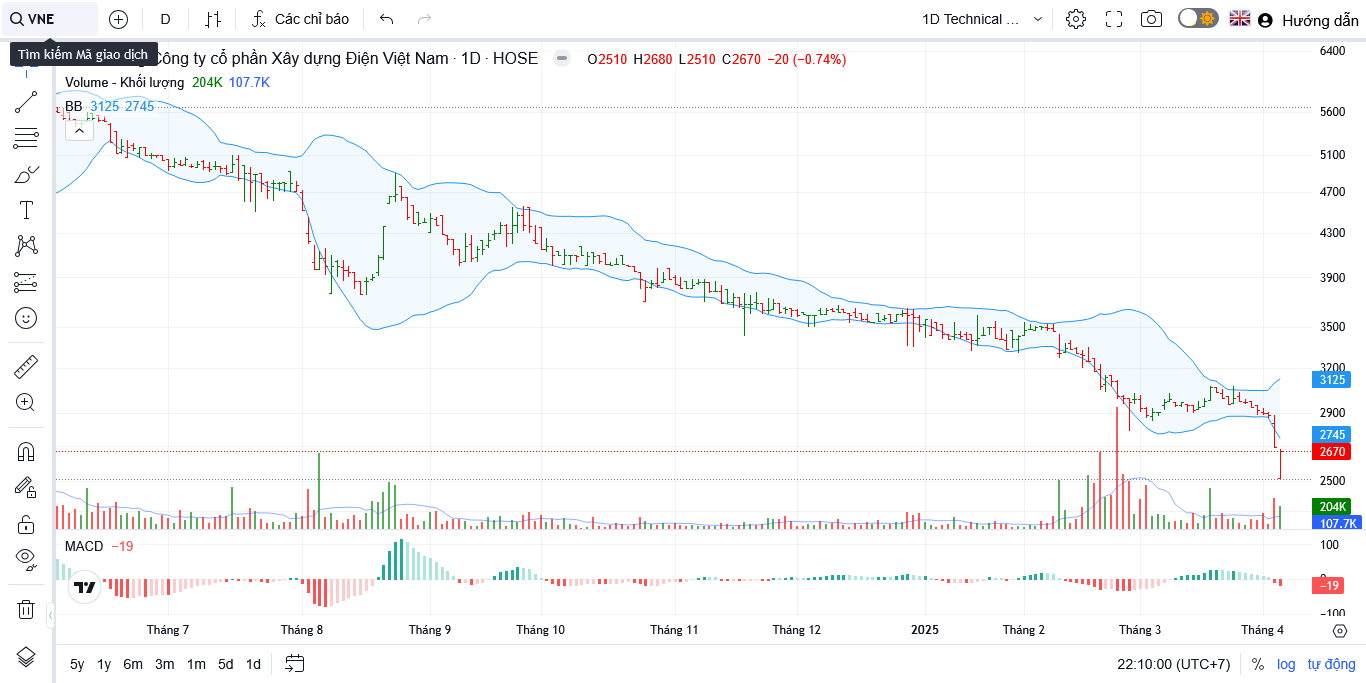 VNE
D
Các chỉ báo
1D Technical ...
Hướng dẫn
Tìm kiếm Mã giao dịch
Công ty cổ phần Xây dựng Điện Việt Nam · 1D · HOSE
O2510 H2680 L2510 C2670 −20 (−0.74%)
Volume - Khối lượng 204K 107.7K
BB 3125 2745
6400
5600
5100
4700
4300
3900
3500
3200
3125
2900
2745
2670
2500
204K
107.7K
MACD −19
100
0
−19
−100
Tháng 7 Tháng 8 Tháng 9 Tháng 10 Tháng 11 Tháng 12 2025 Tháng 2 Tháng 3 Tháng 4
5y 1y 6m 3m 1m 5d 1d
22:10:00 (UTC+7) % log tự động